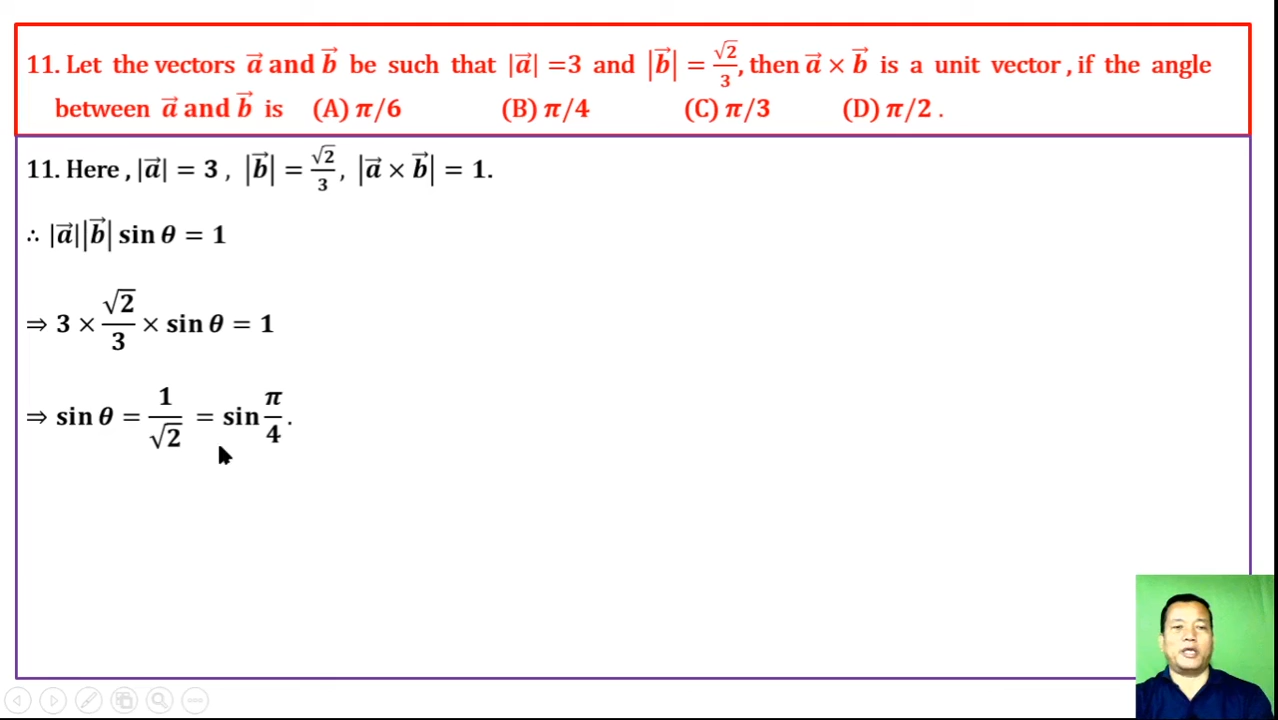 11. Let the vectors a⃗ and b⃗ be such that |a⃗| =3 and |b⃗| = √2/3, then a⃗ × b⃗ is a unit vector , if the angle
between a⃗ and b⃗ is (A) π/6 (B) π/4 (C) π/3 (D) π/2 .
11. Here , |a⃗| = 3 , |b⃗| = √2/3, |a⃗ × b⃗| = 1.
∴ |a⃗||b⃗| sin θ = 1
⇒ 3 × √2/3 × sin θ = 1
⇒ sin θ = 1/√2 = sin π/4 .